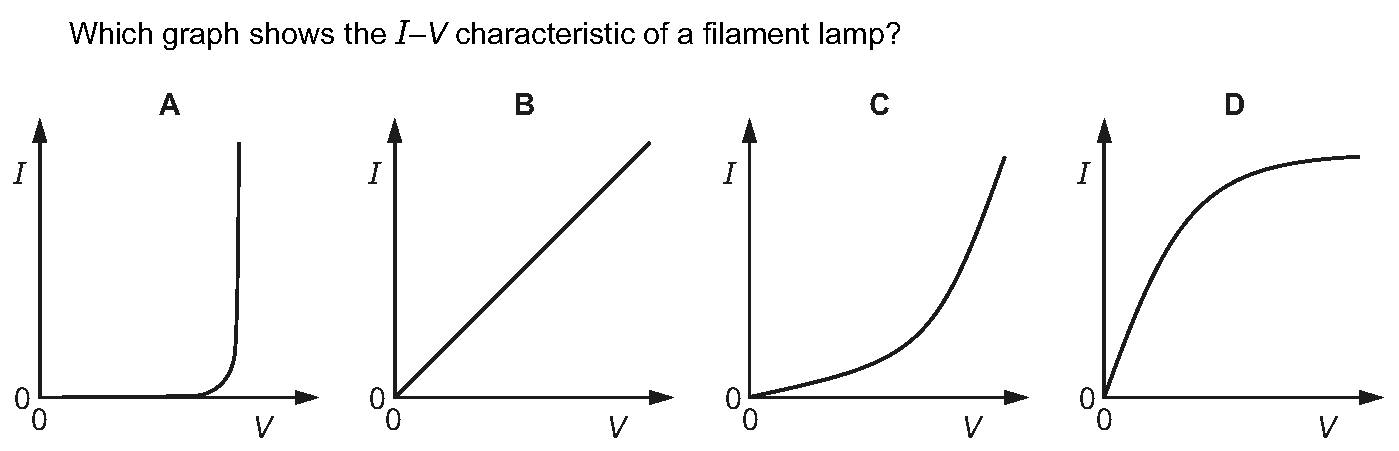 Which graph shows the I–V characteristic of a filament lamp?
A B C D
I I I I
0 0 0 0
0 0 0 0
V V V V